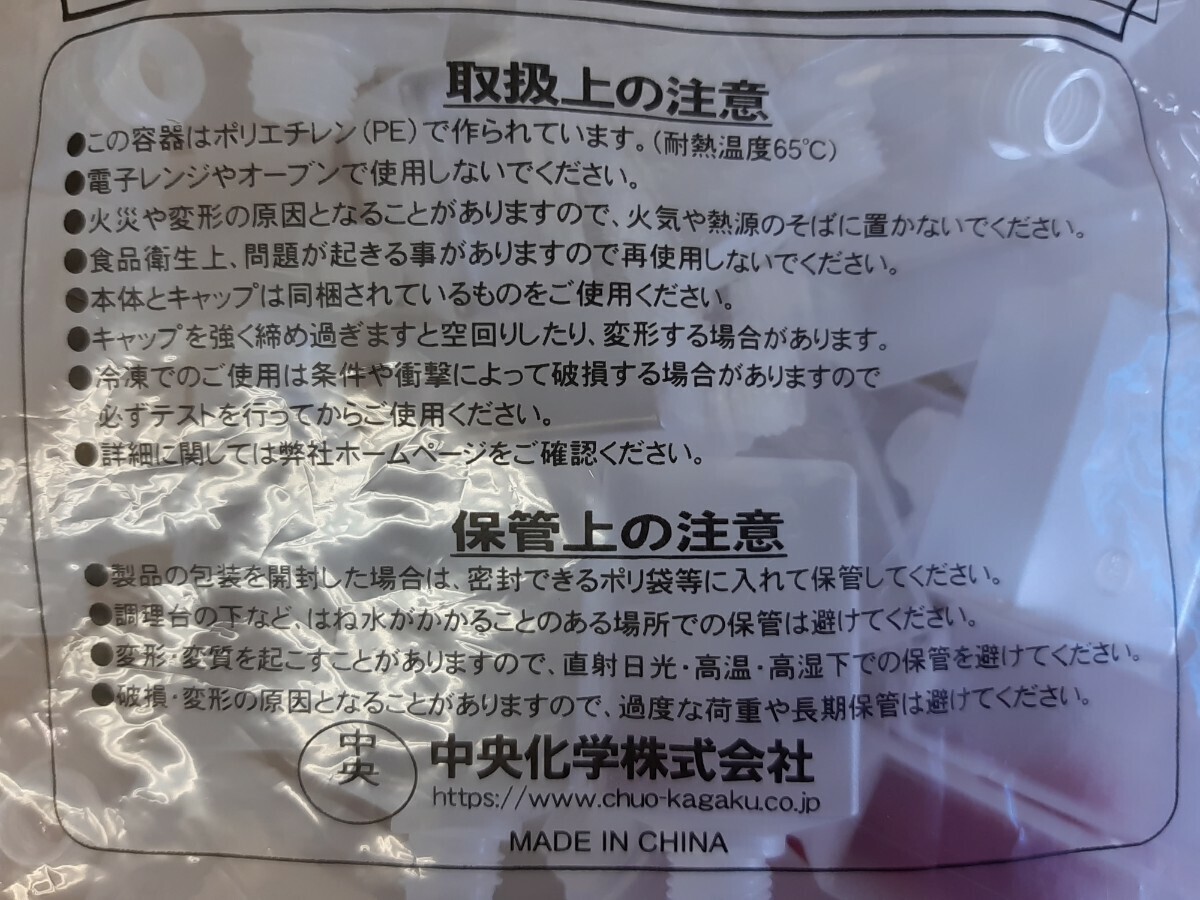 取扱上の注意
●この容器はポリエチレン(PE)で作られています。(耐熱温度65℃)
●電子レンジやオーブンで使用しないでください。
●火災や変形の原因となることがありますので、火気や熱源のそばに置かないでください。
●食品衛生上、問題が起きる事がありますので再使用しないでください。
●本体とキャップは同梱されているものをご使用ください。
●キャップを強く締め過ぎますと空回りしたり、変形する場合があります。
●冷凍でのご使用は条件や衝撃によって破損する場合がありますので
必ずテストを行ってからご使用ください。
●詳細に関しては弊社ホームページをご確認ください。
保管上の注意
●製品の包装を開封した場合は、密封できるポリ袋等に入れて保管してください。
●調理台の下など、はね水がかかることのある場所での保管は避けてください。
●変形・変質を起こすことがありますので、直射日光・高温・高湿下での保管を避けてください。
●破損・変形の原因となることがありますので、過度な荷重や長期保管は避けてください。
中央
中央化学株式会社
https://www.chuo-kagaku.co.jp
MADE IN CHINA